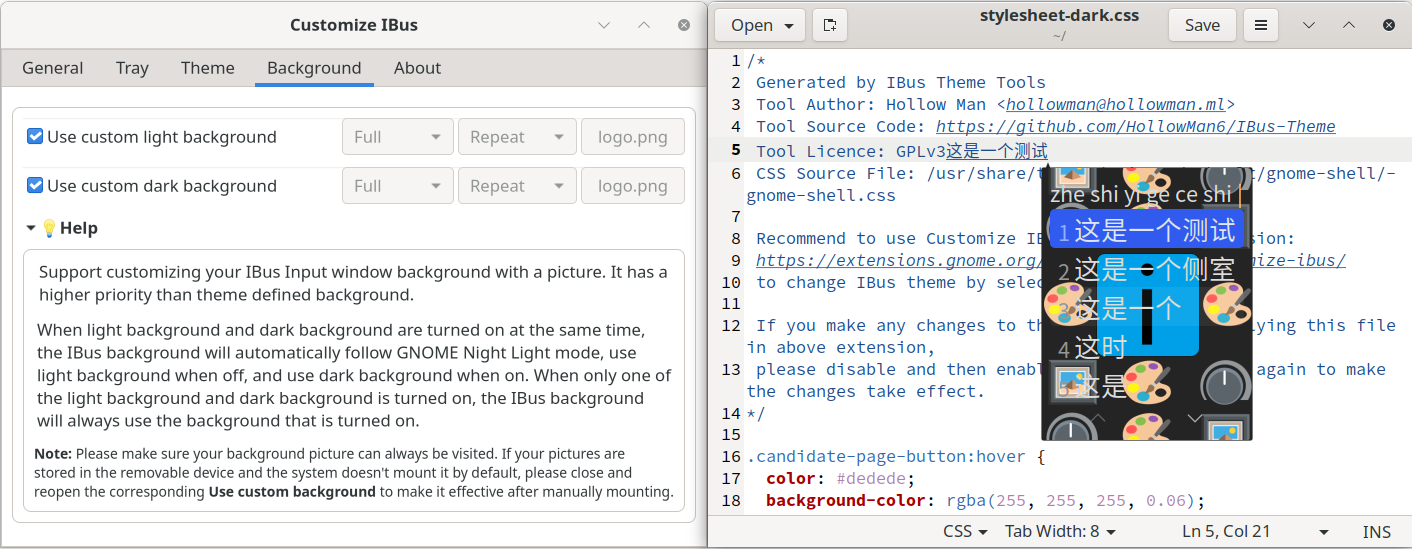 Customize IBus
General Tray Theme Background About
Use custom light background Full Repeat logo.png
Use custom dark background Full Repeat logo.png
Help
Support customizing your IBus Input window background with a picture. It has a
higher priority than theme defined background.
When light background and dark background are turned on at the same time,
the IBus background will automatically follow GNOME Night Light mode, use
light background when off, and use dark background when on. When only one of
the light background and dark background is turned on, the IBus background
will always use the background that is turned on.
Note: Please make sure your background picture can always be visited. If your pictures are
stored in the removable device and the system doesn't mount it by default, please close and
reopen the corresponding Use custom background to make it effective after manually mounting.
Open stylesheet-dark.css Save
~/
1 /*
2 Generated by IBus Theme Tools
3 Tool Author: Hollow Man <hollowman@hollowman.ml>
4 Tool Source Code: https://github.com/HollowMan6/IBus-Theme
5 Tool Licence: GPLv3这是一个测试
6 CSS Source File: /usr/share/t t/gnome-shell/-
gnome-shell.css
7
8 Recommend to use Customize IB sion:
9 https://extensions.gnome.org/ mize-ibus/
10 to change IBus theme by selec
11
12 If you make any changes to th lying this file
in above extension,
13 please disable and then enabl again to make
the changes take effect.
14 */
15
16 .candidate-page-button:hover {
17 color: #dedede;
18 background-color: rgba(255, 255, 255, 0.06);
zhe shi yi ge ce shi
1 这是一个测试
2 这是一个侧室
3 这是一个
4 这时
这是
CSS Tab Width: 8 Ln 5, Col 21 INS